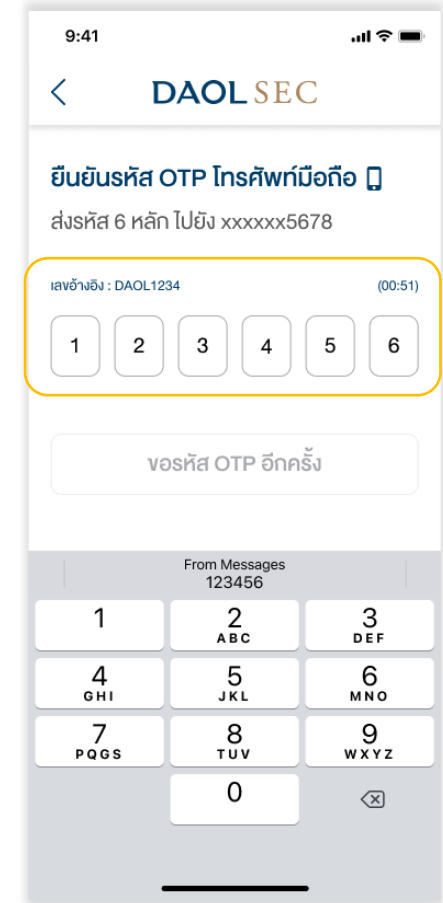 9:41
DAOL SEC
ยืนยันรหัส OTP โทรศัพท์มือถือ
ส่งรหัส 6 หลัก ไปยัง xxxxxx5678
เลขอ้างอิง : DAOL1234 (00:51)
1 2 3 4 5 6
ขอรหัส OTP อีกครั้ง
From Messages
123456
1 2 3
ABC DEF
4 5 6
GHI JKL MNO
7 8 9
PQGS TUV WXYZ
0